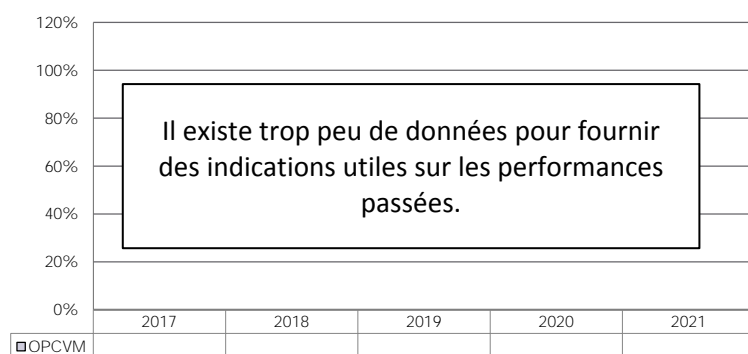 120%
100%
80%
60%
40%
20%
0%
Il existe trop peu de données pour fournir
des indications utiles sur les performances
passées.
2017 2018 2019 2020 2021
OPCVM